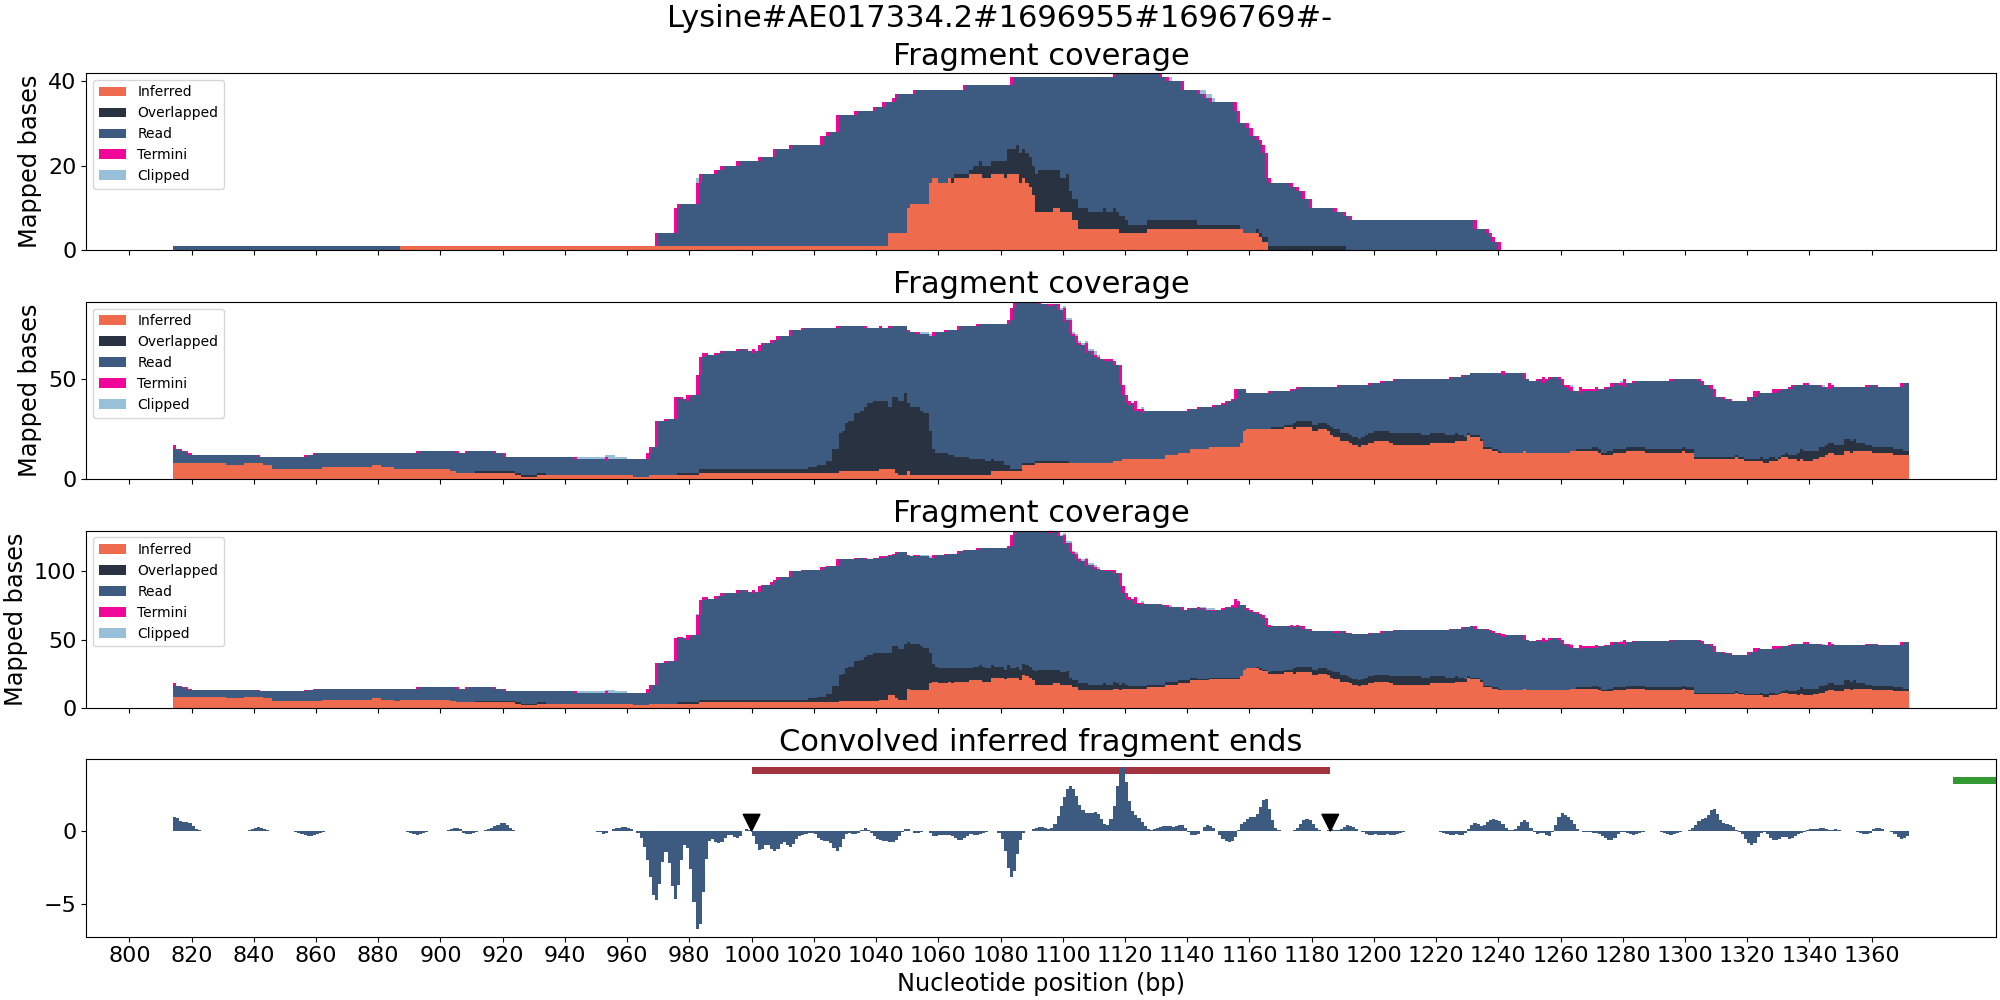 Lysine#AE017334.2#1696955#1696769#-
Fragment coverage
Mapped bases
40
20
0
Inferred
Overlapped
Read
Termini
Clipped
Fragment coverage
Mapped bases
50
0
Inferred
Overlapped
Read
Termini
Clipped
Fragment coverage
Mapped bases
100
50
0
Inferred
Overlapped
Read
Termini
Clipped
Convolved inferred fragment ends
0
−5
800 820 840 860 880 900 920 940 960 980 1000 1020 1040 1060 1080 1100 1120 1140 1160 1180 1200 1220 1240 1260 1280 1300 1320 1340 1360
Nucleotide position (bp)